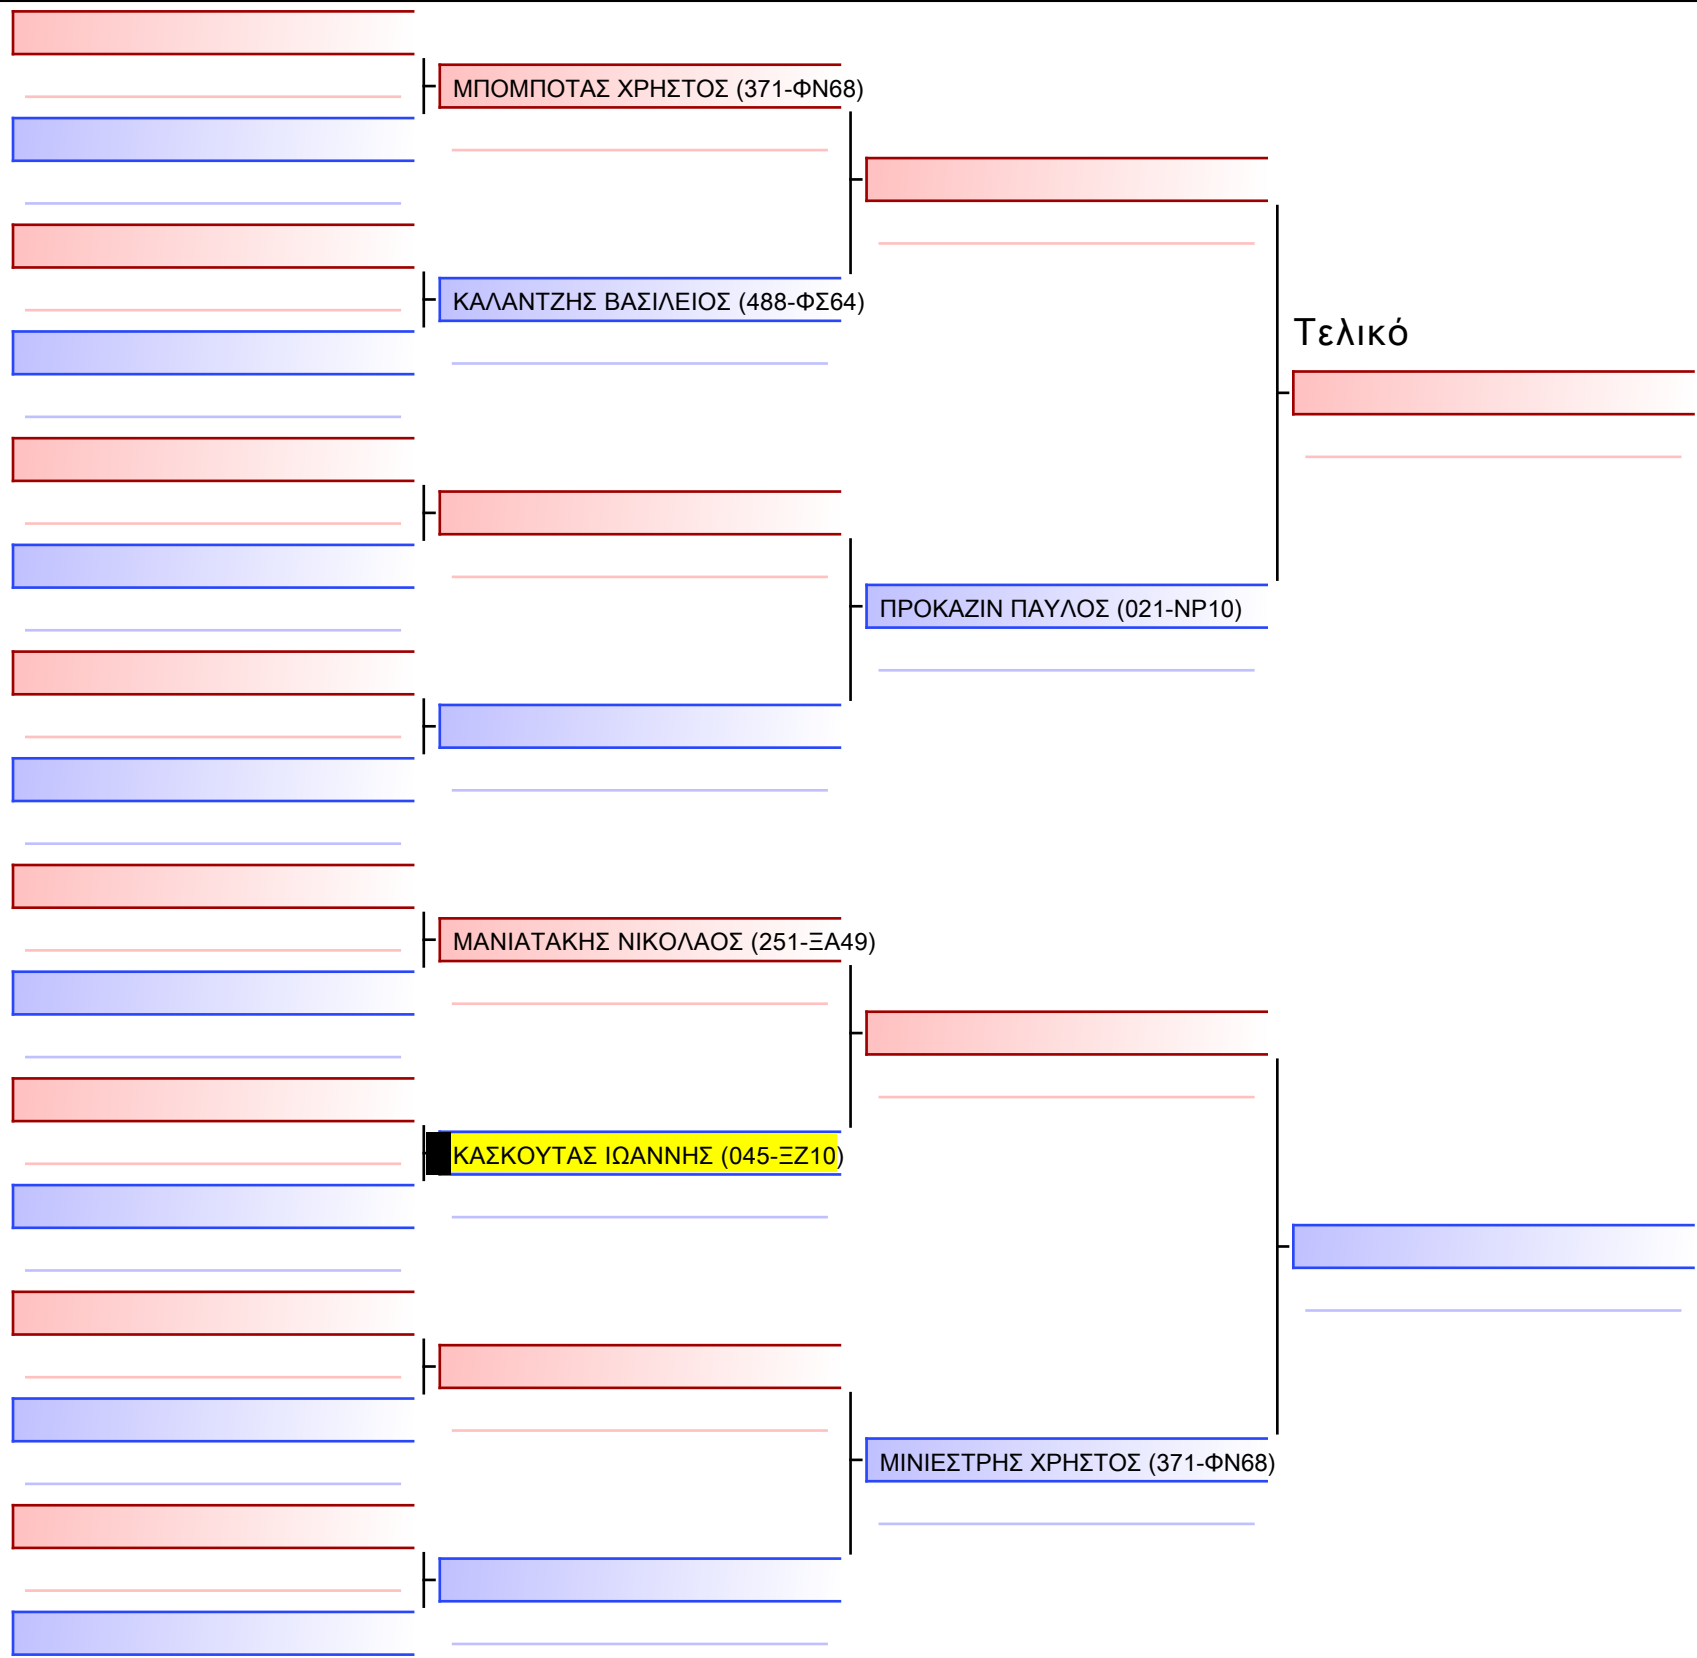 ΜΠΟΜΠΟΤΑΣ ΧΡΗΣΤΟΣ (371-ΦΝ68)
ΚΑΛΑΝΤΖΗΣ ΒΑΣΙΛΕΙΟΣ (488-ΦΣ64)
Τελικό
ΠΡΟΚΑΖΙΝ ΠΑΥΛΟΣ (021-ΝΡ10)
ΜΑΝΙΑΤΑΚΗΣ ΝΙΚΟΛΑΟΣ (251-ΞΑ49)
ΚΑΣΚΟΥΤΑΣ ΙΩΑΝΝΗΣ (045-ΞΖ10)
ΜΙΝΙΕΣΤΡΗΣ ΧΡΗΣΤΟΣ (371-ΦΝ68)